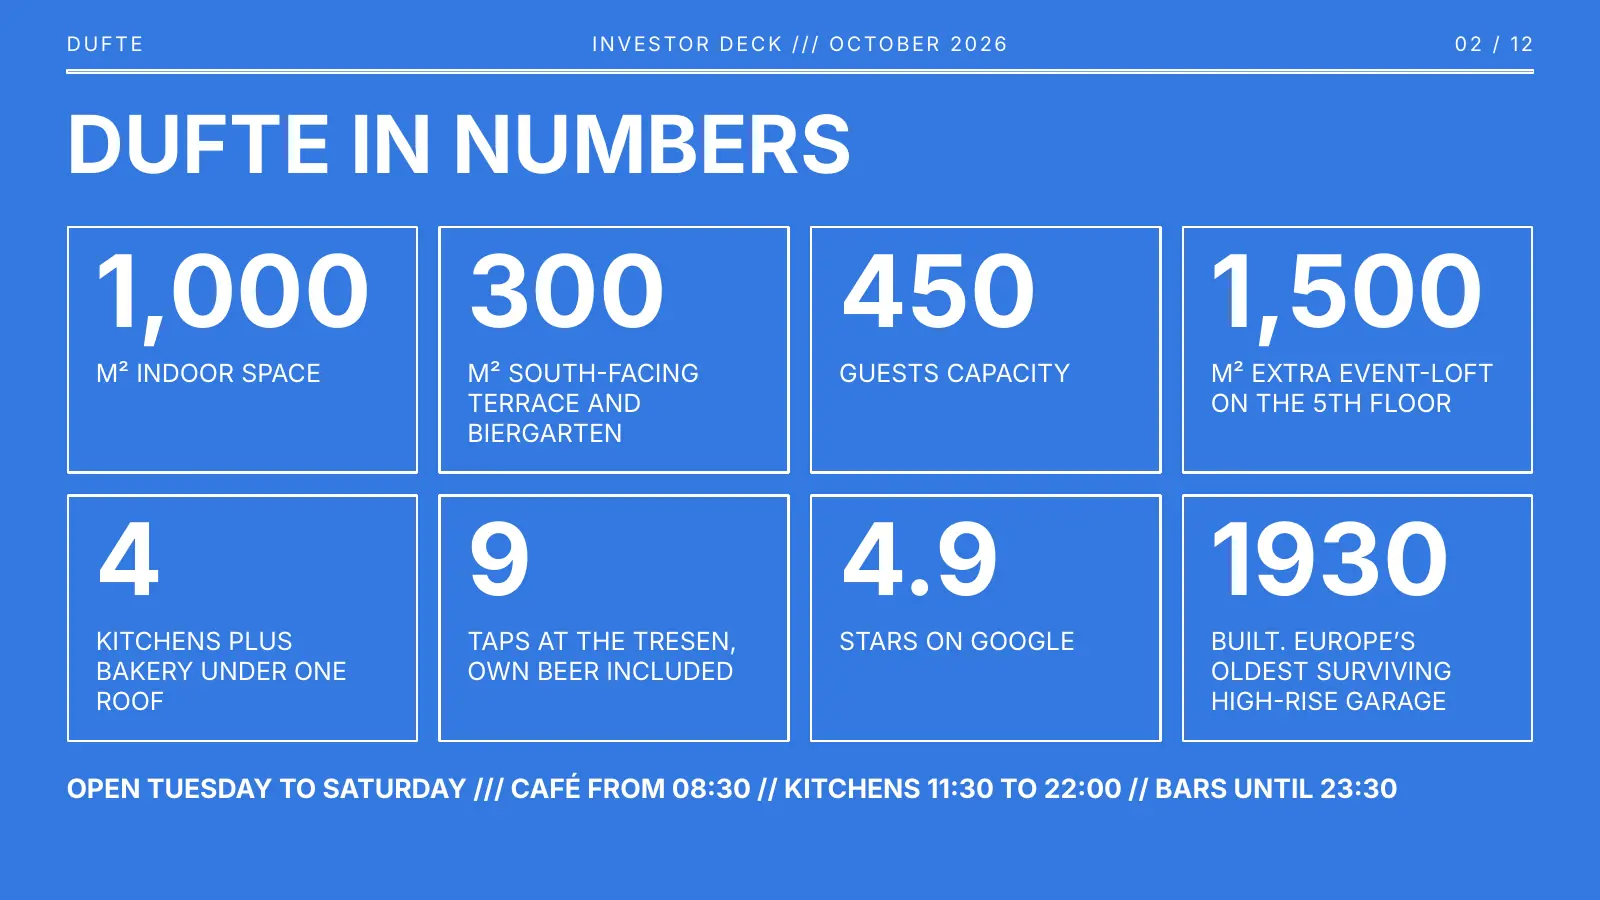 DUFTE
INVESTOR DECK /// OCTOBER 2026
02 / 12
DUFTE IN NUMBERS
1,000
M² INDOOR SPACE
300
M² SOUTH-FACING
TERRACE AND
BIERGARTEN
450
GUESTS CAPACITY
1,500
M² EXTRA EVENT-LOFT
ON THE 5TH FLOOR
4
KITCHENS PLUS
BAKERY UNDER ONE
ROOF
9
TAPS AT THE TRESEN,
OWN BEER INCLUDED
4.9
STARS ON GOOGLE
1930
BUILT. EUROPE’S
OLDEST SURVIVING
HIGH-RISE GARAGE
OPEN TUESDAY TO SATURDAY /// CAFÉ FROM 08:30 // KITCHENS 11:30 TO 22:00 // BARS UNTIL 23:30